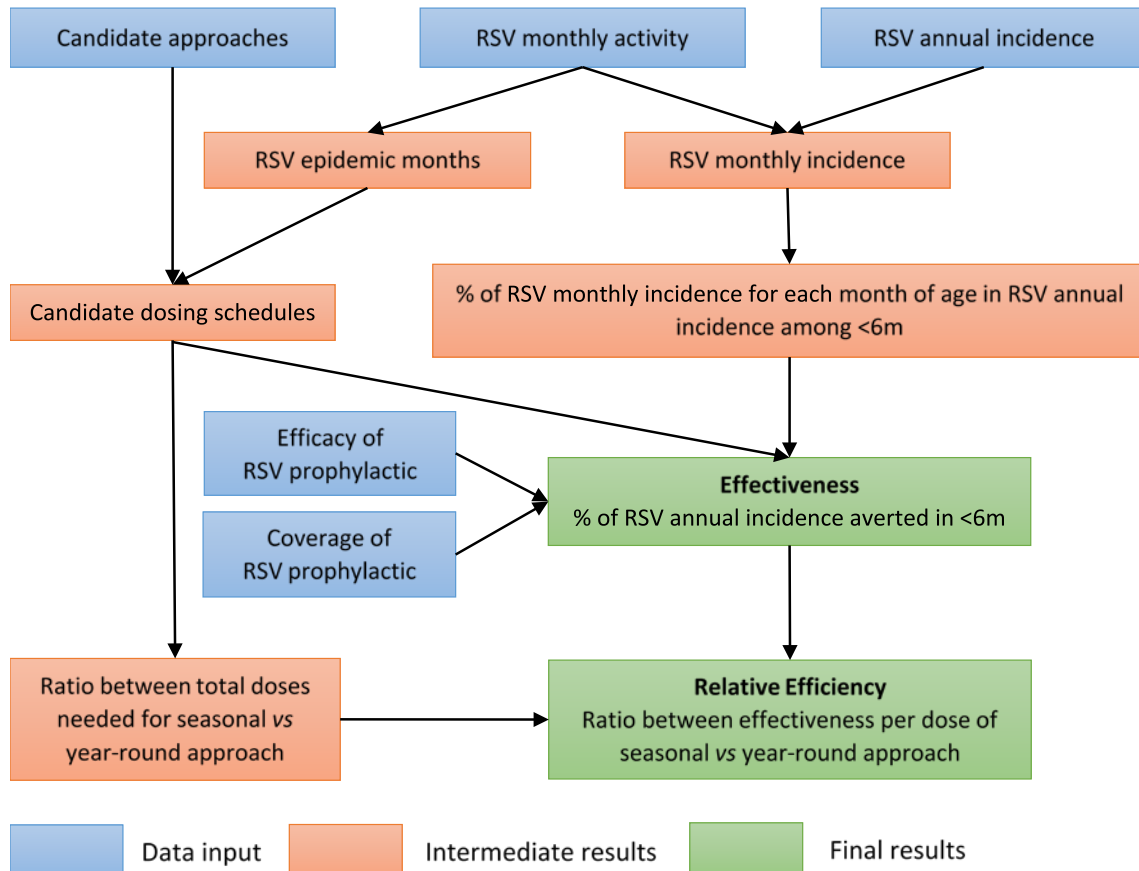 Candidate approaches
RSV monthly activity
RSV annual incidence
RSV epidemic months
RSV monthly incidence
Candidate dosing schedules
% of RSV monthly incidence for each month of age in RSV annual
incidence among <6m
Efficacy of
RSV prophylactic
Effectiveness
% of RSV annual incidence averted in <6m
Coverage of
RSV prophylactic
Ratio between total doses
needed for seasonal vs
year-round approach
Relative Efficiency
Ratio between effectiveness per dose of
seasonal vs year-round approach
Data input
Intermediate results
Final results